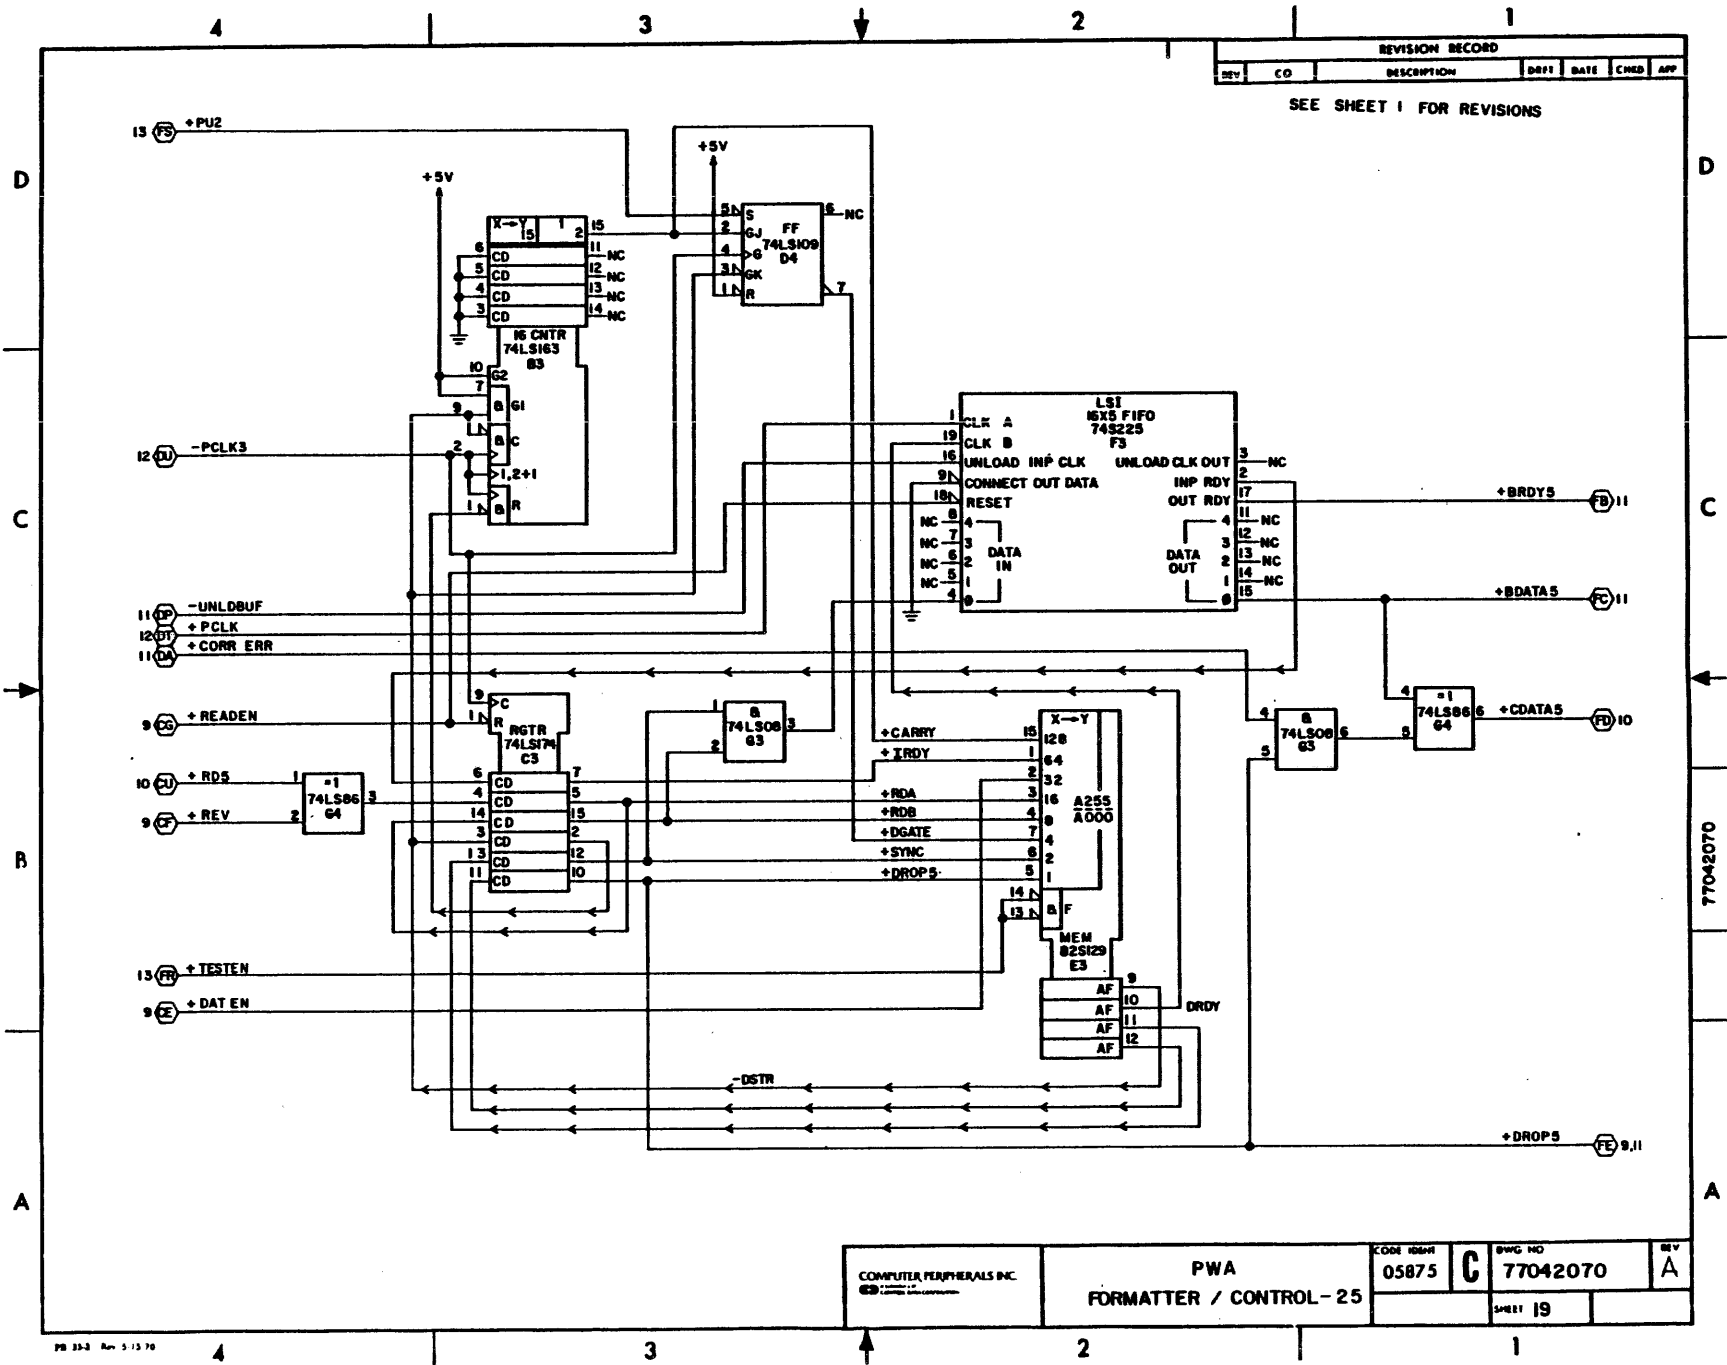 4 3 2 1
REVISION RECORD
REV CO DESCRIPTION DRFT DATE CHKD APP
SEE SHEET 1 FOR REVISIONS
D D
13 FS +PU2
+5V
+5V
X→Y 15 1 2 15
6 CD 11 NC
5 CD 12 NC
4 CD 13 NC
3 CD 14 NC
16 CNTR
74LS163
B3
10 G2
7
9 & G1
& C
2
1,2+1
1 & R
5 S 6 NC
2 GJ
4 G
3 GK
1 R 7
FF
74LS109
D4
12 DU -PCLK3
C C
LSI
16X5 FIFO
74S225
F3
1 CLK A
19 CLK B
16 UNLOAD INP CLK UNLOAD CLK OUT 3 NC
9 CONNECT OUT DATA INP RDY 2
18 RESET OUT RDY 17
NC 8 4 4 11 NC
NC 7 3 3 12 NC
NC 6 2 2 13 NC
NC 5 1 1 14 NC
4 0 0 15
DATA IN
DATA OUT
+BRDY5 FB 11
+BDATA5 FC 11
11 DP -UNLDBUF
12 DT +PCLK
11 DA +CORR ERR
9 CG +READEN
9 C
1 R
RGTR
74LS174
C3
6 CD 7
4 CD 5
14 CD 15
3 CD 2
13 CD 12
11 CD 10
10 CU +RD5
9 CF +REV
1
2
=1
74LS86
G4
3
1
2
&
74LS08
G3
3
+CARRY 15 128
+IRDY 1 64
2 32
+RDA 3 16
+RDB 4 8
+DGATE 7 4
+SYNC 6 2
+DROP5 5 1
14
13 & F
X→Y
A255
A000
MEM
82S129
E3
AF 9
AF 10 DRDY
AF 11
AF 12
4
5
&
74LS08
G3
6
4
5
=1
74LS86
G4
6
+CDATA5 FD 10
B B
77042070
13 FR +TESTEN
9 CE +DAT EN
-DSTR
+DROP5 FE 9,11
A A
COMPUTER PERIPHERALS INC.
PWA
FORMATTER / CONTROL-25
CODE IDENT
05875
C
DWG NO
77042070
REV
A
SHEET 19
4 3 2 1